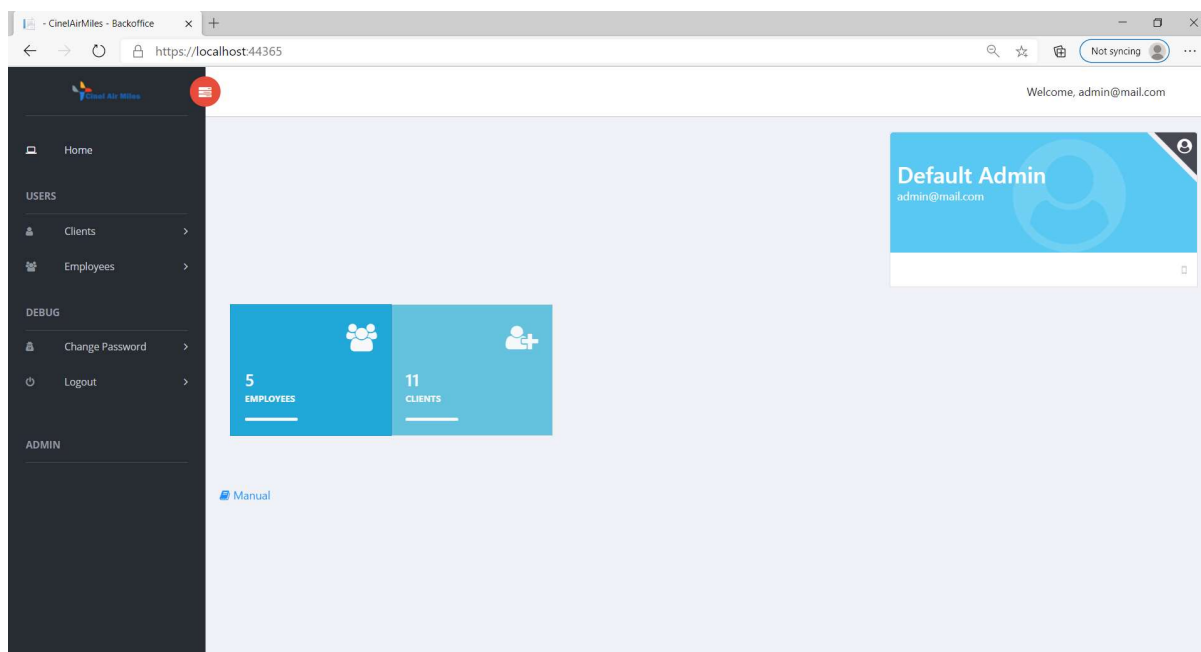 - CinelAirMiles - Backoffice
https://localhost:44365
Not syncing
Cinel Air Miles
Welcome, admin@mail.com
Home
USERS
Clients
Employees
DEBUG
Change Password
Logout
ADMIN
Default Admin
admin@mail.com
5
EMPLOYEES
11
CLIENTS
Manual